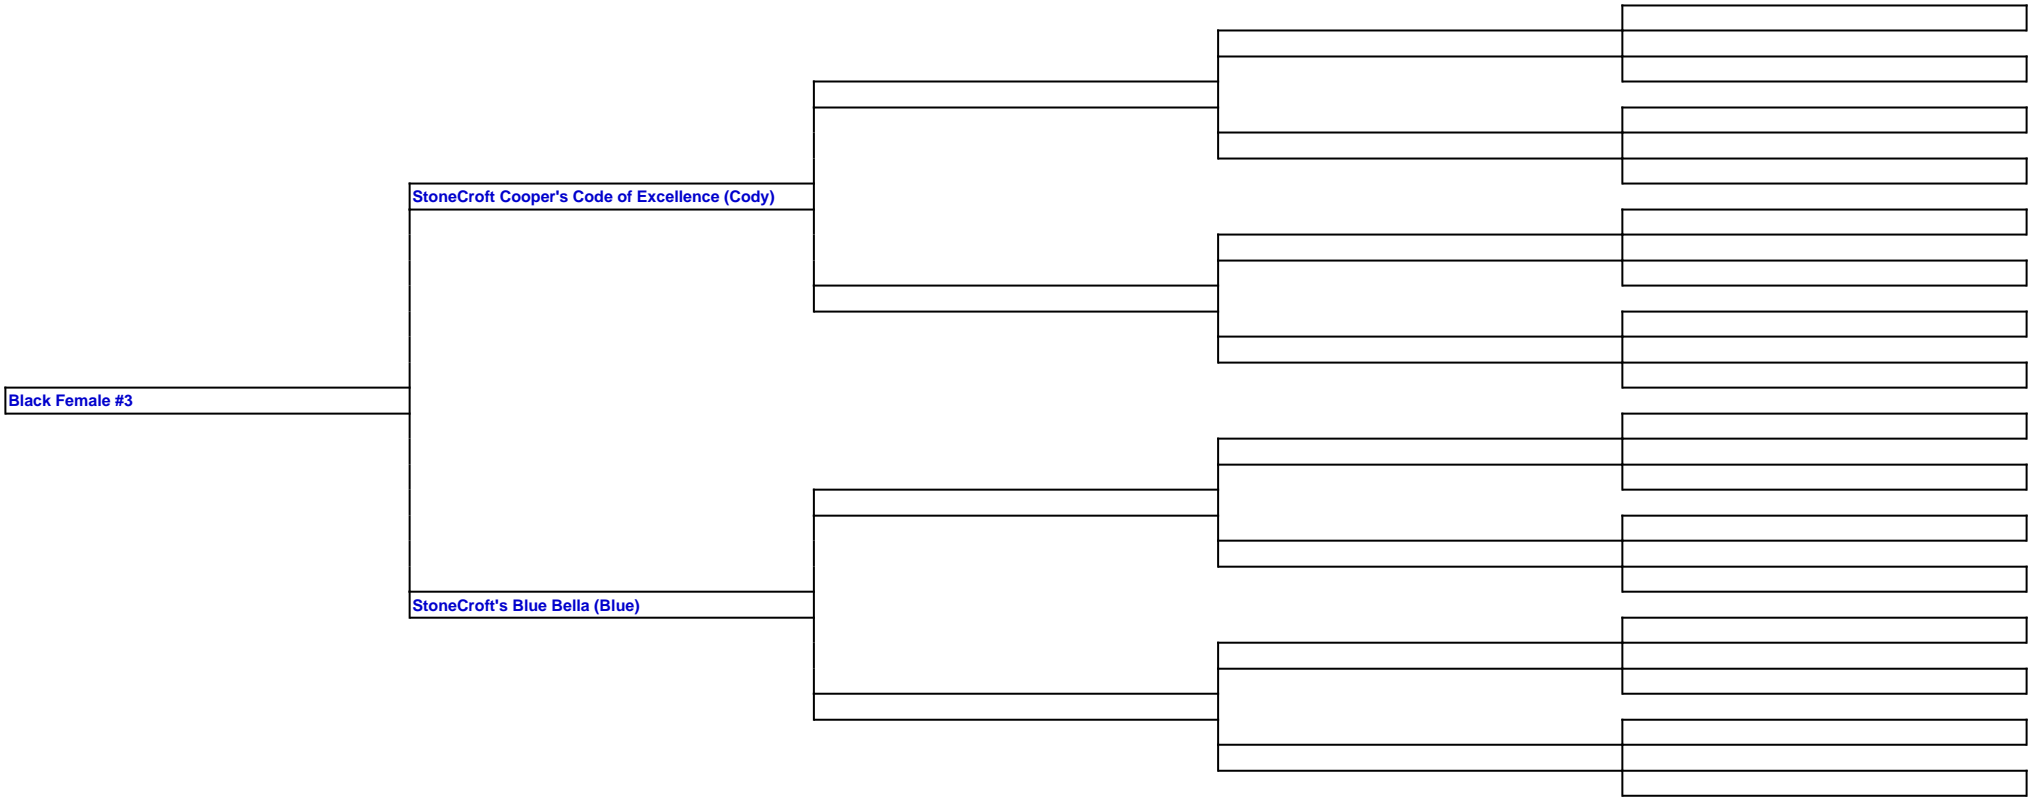 StoneCroft Cooper's Code of Excellence (Cody)
Black Female #3
StoneCroft's Blue Bella (Blue)